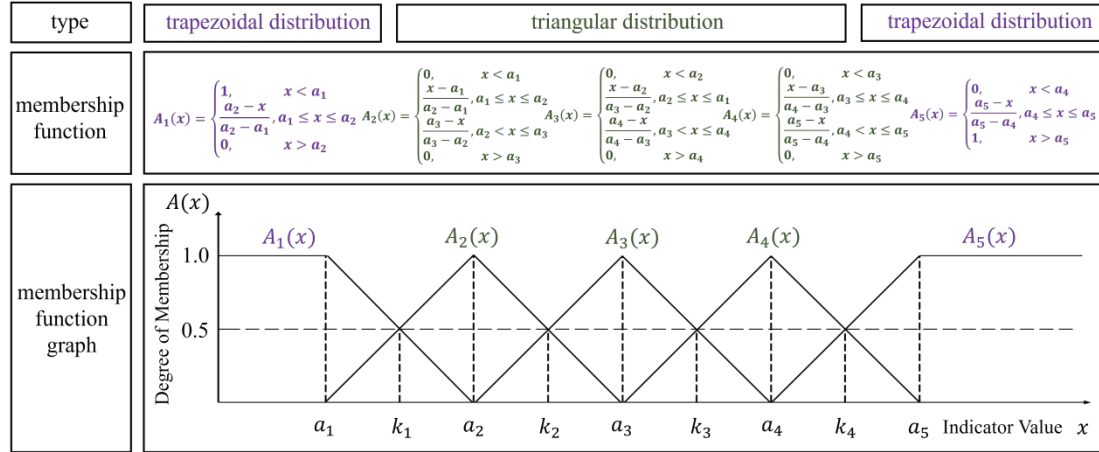 type
trapezoidal distribution
triangular distribution
trapezoidal distribution
membership
function
A₁(x) = {1, x < a₁
(a₂ − x)/(a₂ − a₁), a₁ ≤ x ≤ a₂
0, x > a₂
A₂(x) = {0, x < a₁
(x − a₁)/(a₂ − a₁), a₁ ≤ x ≤ a₂
(a₃ − x)/(a₃ − a₂), a₂ < x ≤ a₃
0, x > a₃
A₃(x) = {0, x < a₂
(x − a₂)/(a₃ − a₂), a₂ ≤ x ≤ a₁
(a₄ − x)/(a₄ − a₃), a₃ < x ≤ a₄
0, x > a₄
A₄(x) = {0, x < a₃
(x − a₃)/(a₄ − a₃), a₃ ≤ x ≤ a₄
(a₅ − x)/(a₅ − a₄), a₄ < x ≤ a₅
0, x > a₅
A₅(x) = {0, x < a₄
(a₅ − x)/(a₅ − a₄), a₄ ≤ x ≤ a₅
1, x > a₅
membership
function
graph
Degree of Membership
A(x)
A₁(x) A₂(x) A₃(x) A₄(x) A₅(x)
1.0
0.5
a₁ k₁ a₂ k₂ a₃ k₃ a₄ k₄ a₅ Indicator Value x